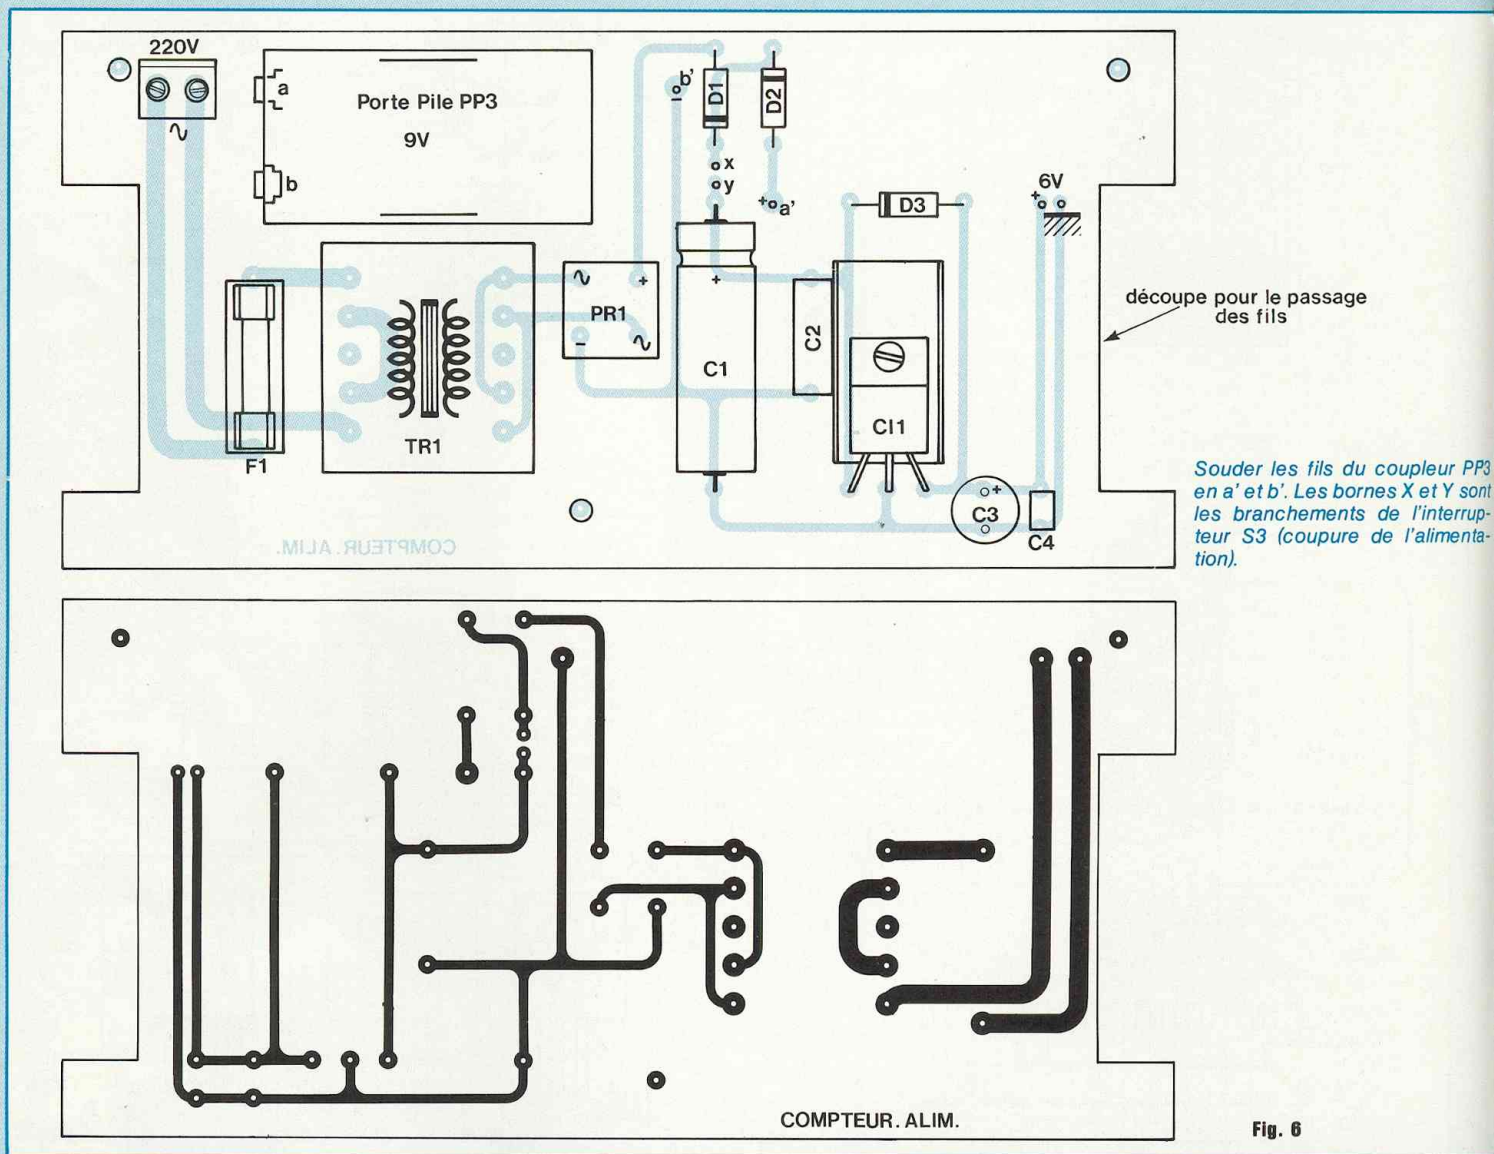 220V
a
Porte Pile PP3
9V
b
b'
D1
D2
x
y
+
a'
D3
6V
+
découpe pour le passage
des fils
+
PR1
-
+
C1
C2
CI1
F1
TR1
+
C3
C4
COMPTEUR. ALIM.
Souder les fils du coupleur PP3
en a' et b'. Les bornes X et Y sont
les branchements de l'interrup-
teur S3 (coupure de l'alimenta-
tion).
COMPTEUR. ALIM.
Fig. 6